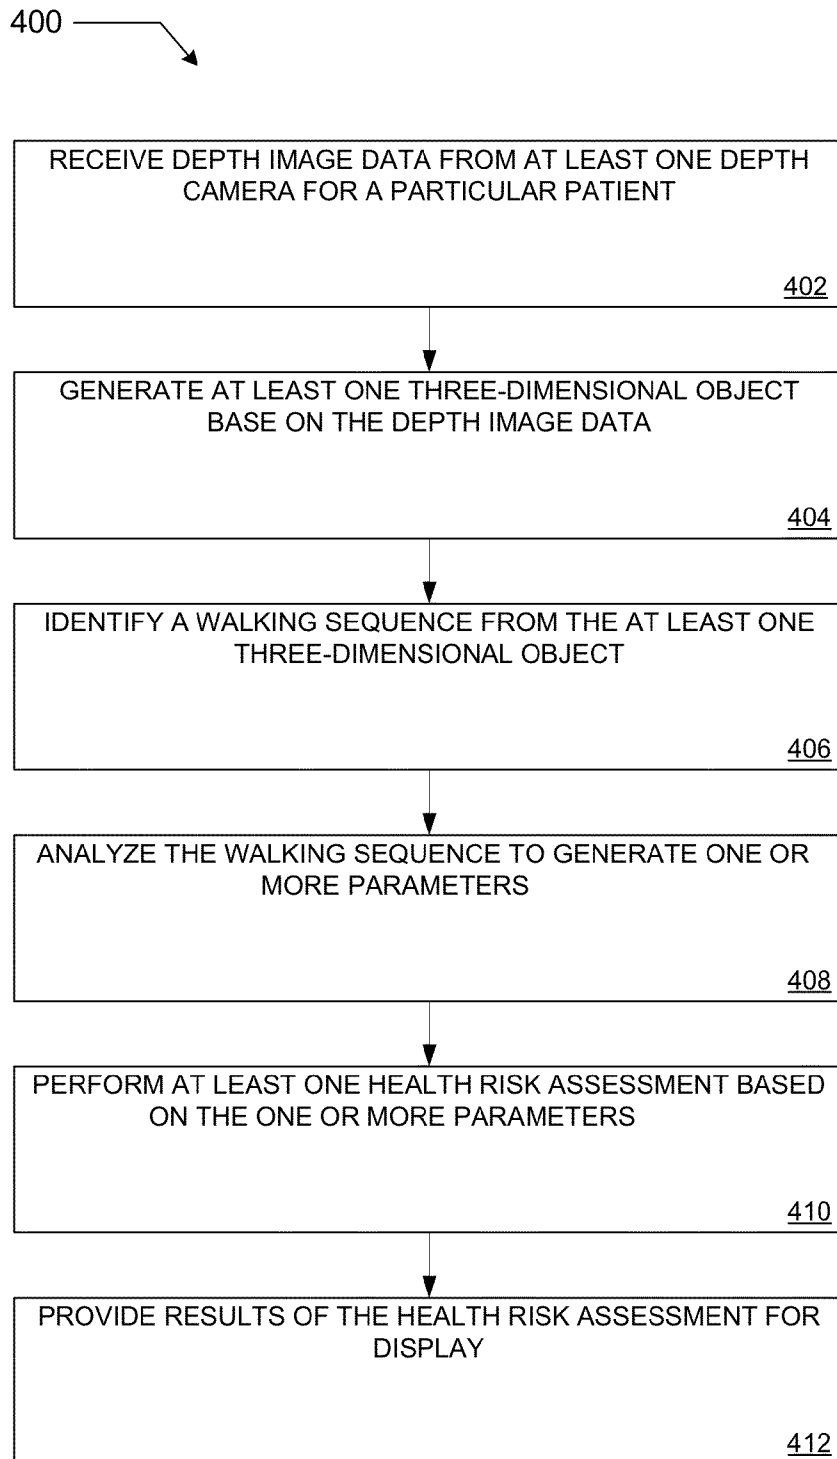 400
RECEIVE DEPTH IMAGE DATA FROM AT LEAST ONE DEPTH
CAMERA FOR A PARTICULAR PATIENT
402
GENERATE AT LEAST ONE THREE-DIMENSIONAL OBJECT
BASE ON THE DEPTH IMAGE DATA
404
IDENTIFY A WALKING SEQUENCE FROM THE AT LEAST ONE
THREE-DIMENSIONAL OBJECT
406
ANALYZE THE WALKING SEQUENCE TO GENERATE ONE OR
MORE PARAMETERS
408
PERFORM AT LEAST ONE HEALTH RISK ASSESSMENT BASED
ON THE ONE OR MORE PARAMETERS
410
PROVIDE RESULTS OF THE HEALTH RISK ASSESSMENT FOR
DISPLAY
412